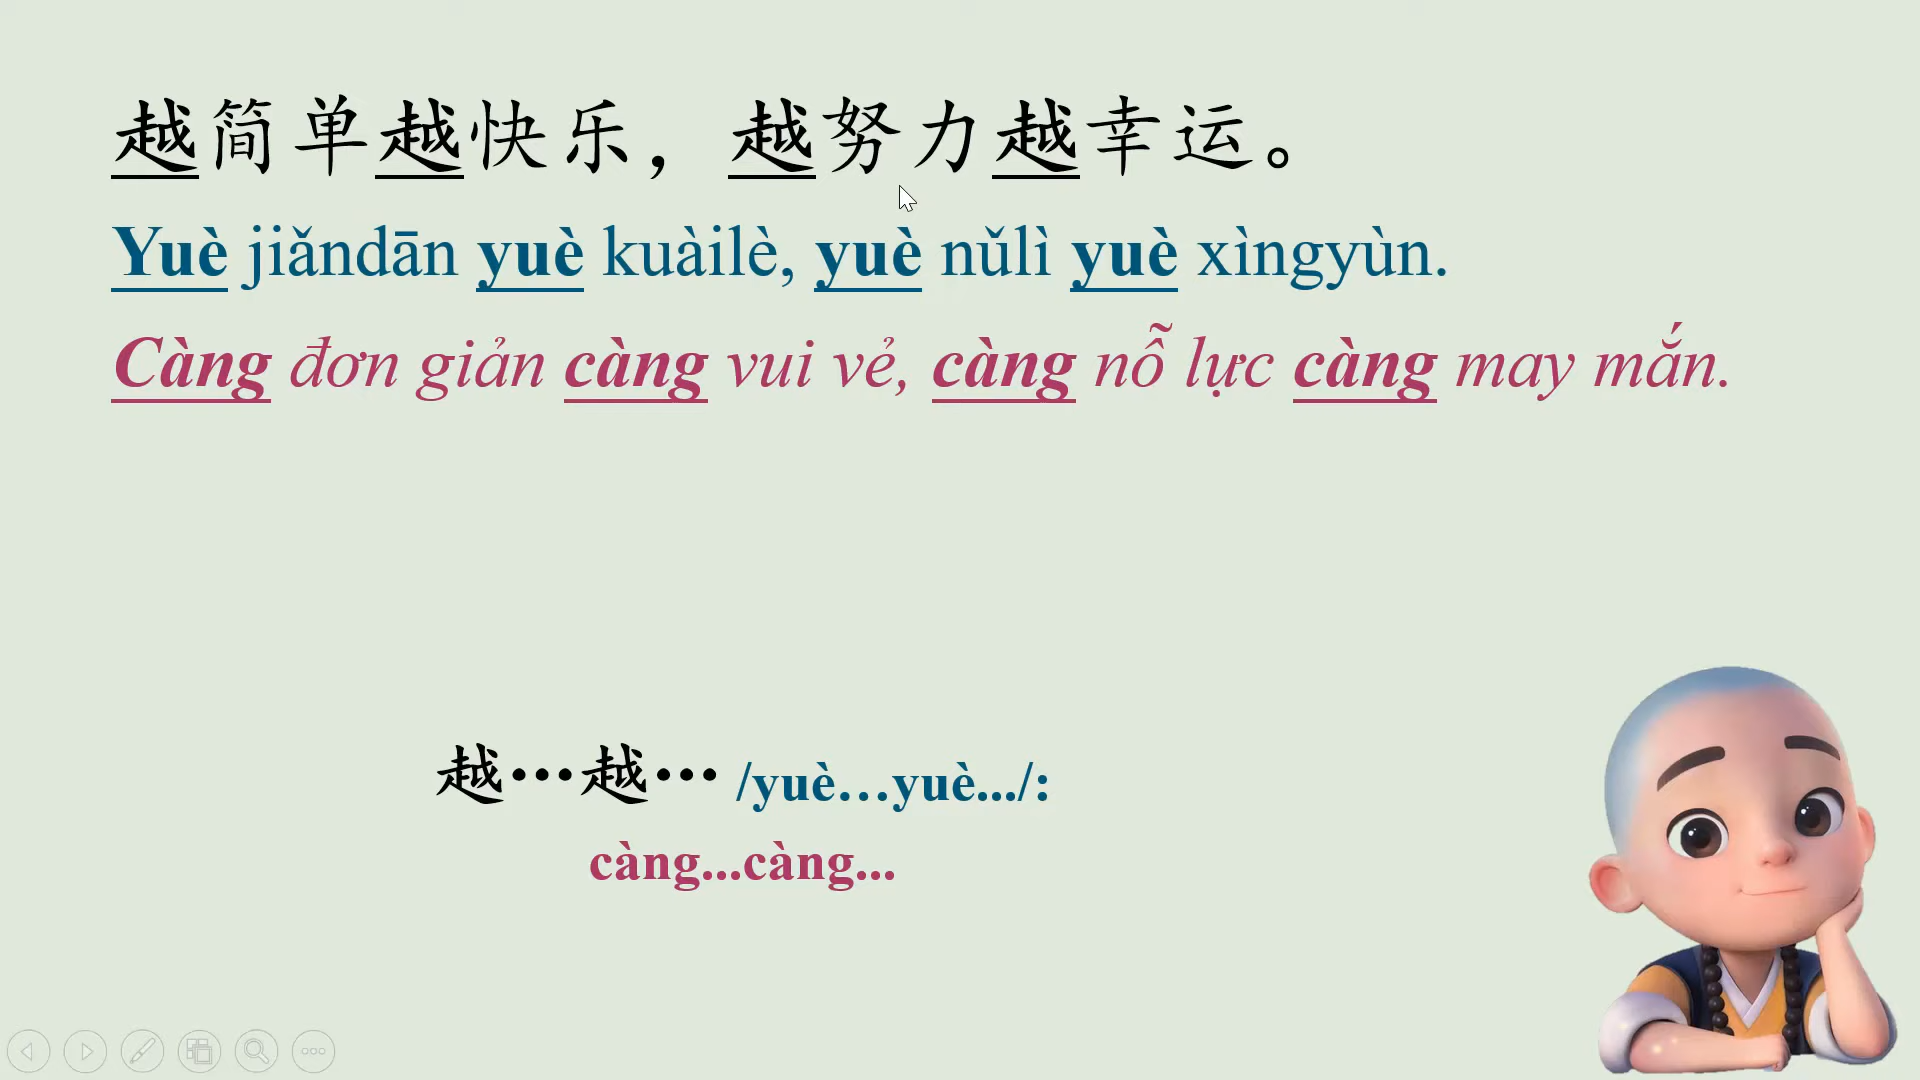 越简单越快乐，越努力越幸运。
Yuè jiǎndān yuè kuàilè, yuè nǔlì yuè xìngyùn.
Càng đơn giản càng vui vẻ, càng nỗ lực càng may mắn.
越…越… /yuè…yuè.../:
càng...càng...